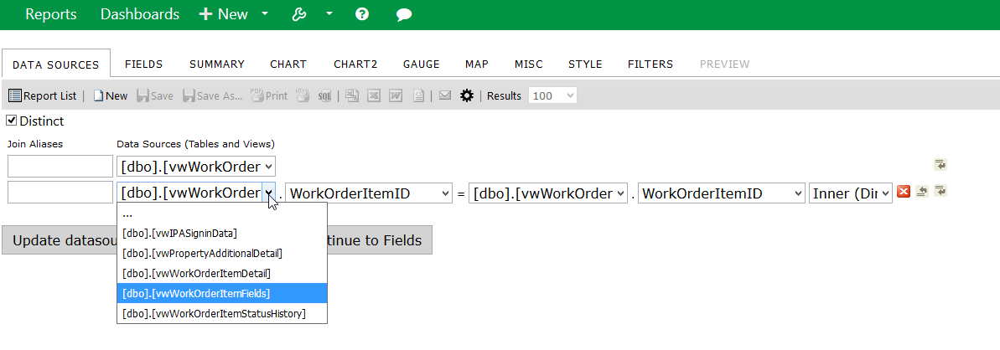 Reports Dashboards New
DATA SOURCES FIELDS SUMMARY CHART CHART2 GAUGE MAP MISC STYLE FILTERS PREVIEW
Report List | New Save Save As... PDF Print HTML SQL | | | Results 100
Distinct
Join Aliases Data Sources (Tables and Views)
[dbo].[vwWorkOrder
[dbo].[vwWorkOrder . WorkOrderItemID = [dbo].[vwWorkOrder . WorkOrderItemID Inner (Dir
...
[dbo].[vwIPASigninData]
Update datasou tinue to Fields
[dbo].[vwPropertyAdditionalDetail]
[dbo].[vwWorkOrderItemDetail]
[dbo].[vwWorkOrderItemFields]
[dbo].[vwWorkOrderItemStatusHistory]